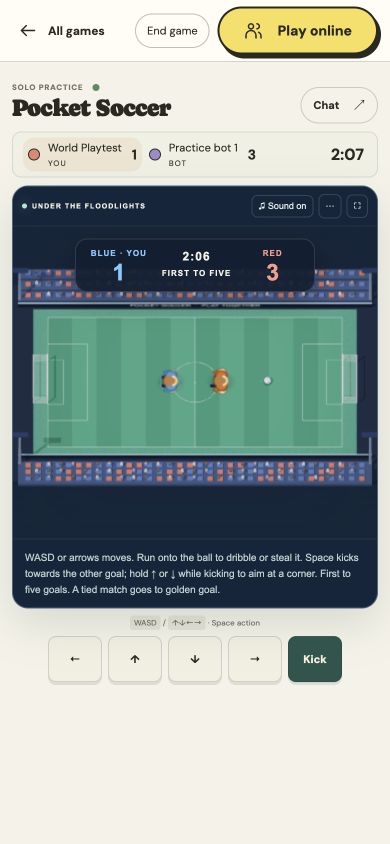 ← All games
End game
Play online
SOLO PRACTICE
Pocket Soccer
Chat ↗
World Playtest
YOU
1
Practice bot 1
BOT
3
2:07
UNDER THE FLOODLIGHTS
♫ Sound on
...
BLUE · YOU
1
2:06
FIRST TO FIVE
RED
3
WASD or arrows moves. Run onto the ball to dribble or steal it. Space kicks
towards the other goal; hold ↑ or ↓ while kicking to aim at a corner. First to
five goals. A tied match goes to golden goal.
WASD / ↑↓←→ · Space action
←
↑
↓
→
Kick